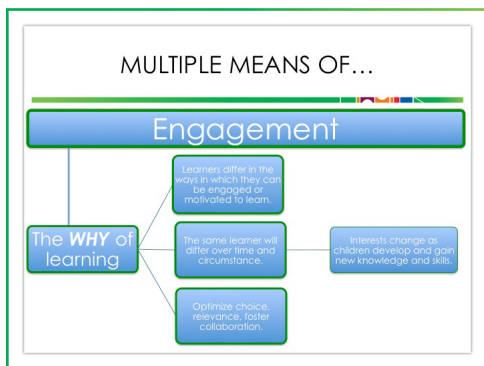 MULTIPLE MEANS OF...
Engagement
Learners differ in the
ways in which they can
be engaged or
motivated to learn.
The WHY of
learning
The same learner will
differ over time and
circumstance.
Interests change as
children develop and gain
new knowledge and skills.
Optimize choice,
relevance, foster
collaboration.